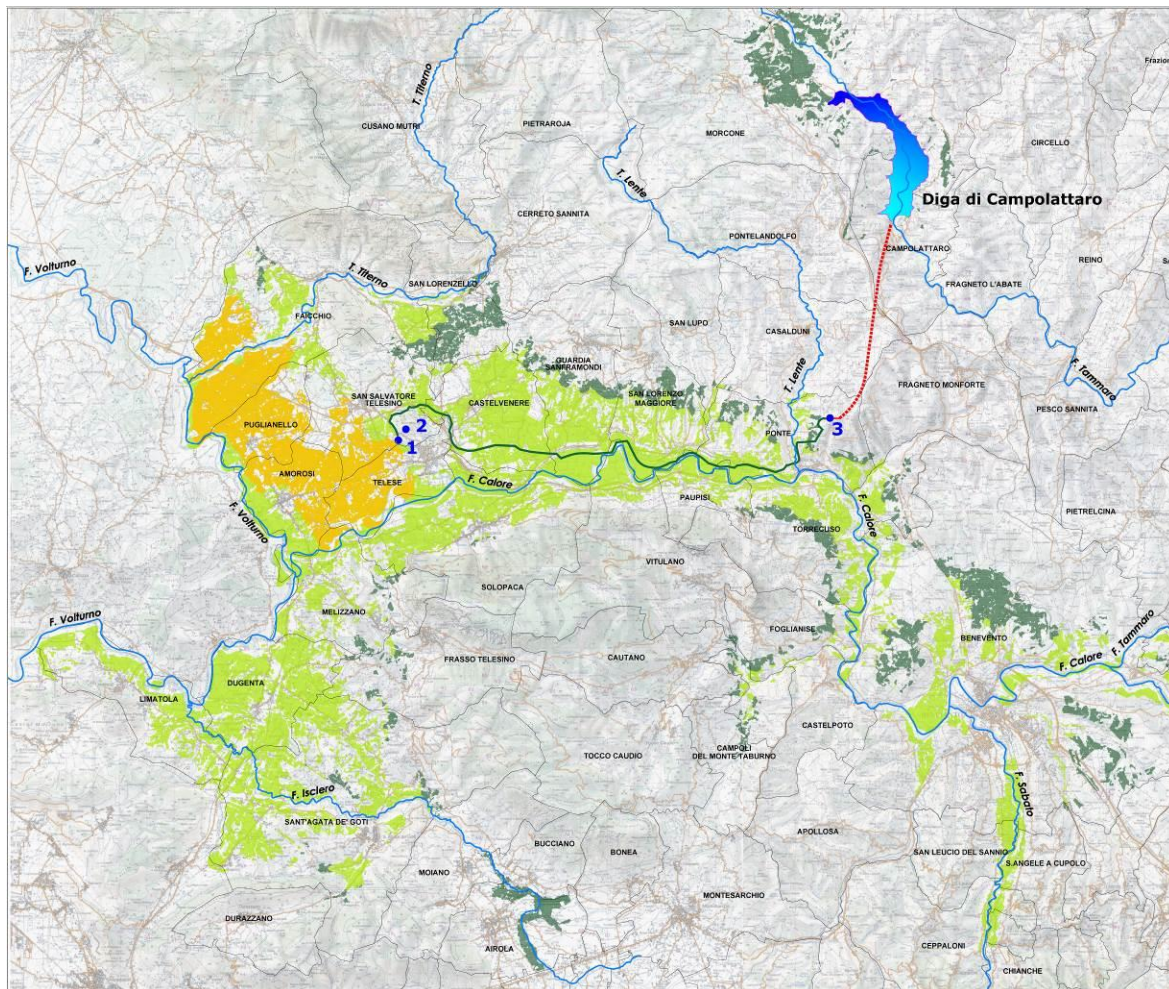 Frazion
T. Titerno
CUSANO MUTRI
PIETRAROJA
MORCONE
CIRCELLO
T. Lente
Diga di Campolattaro
CERRETO SANNITA
PONTELANDOLFO
CAMPOLATTARO
REINO
F. Volturno
T. Titerno
SAN LORENZELLO
FRAGNETO L'ABATE
FAICCHIO
SAN LUPO
CASALDUNI
GUARDIA
SANFRAMONDI
T. Lente
F. Tammaro
FRAGNETO MONFORTE
SAN SALVATORE
TELESINO
CASTELVENERE
SAN LORENZO
MAGGIORE
PESCO SANNITA
PUGLIANELLO
2
1
PONTE
3
AMOROSI
TELESE
F. Calore
PAUPISI
F. Calore
F. Volturno
TORRECUSO
PIETRELCINA
VITULANO
SOLOPACA
MELIZZANO
F. Volturno
FOGLIANISE
BENEVENTO
F. Tammaro
FRASSO TELESINO
CAUTANO
F. Calore
DUGENTA
LIMATOLA
CASTELPOTO
TOCCO CAUDIO
CAMPOLI
DEL MONTE TABURNO
F. Isclero
F. Sabato
SANT'AGATA DE' GOTI
APOLLOSA
BUCCIANO
BONEA
SAN LEUCIO DEL SANNIO
S.ANGELE A CUPOLO
MOIANO
MONTESARCHIO
DURAZZANO
AIROLA
CEPPALONI
CHIANCHE